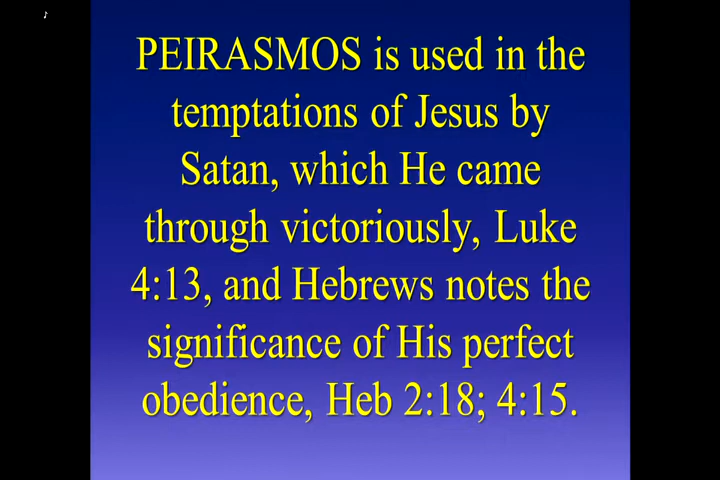 PEIRASMOS is used in the
temptations of Jesus by
Satan, which He came
through victoriously, Luke
4:13, and Hebrews notes the
significance of His perfect
obedience, Heb 2:18; 4:15.